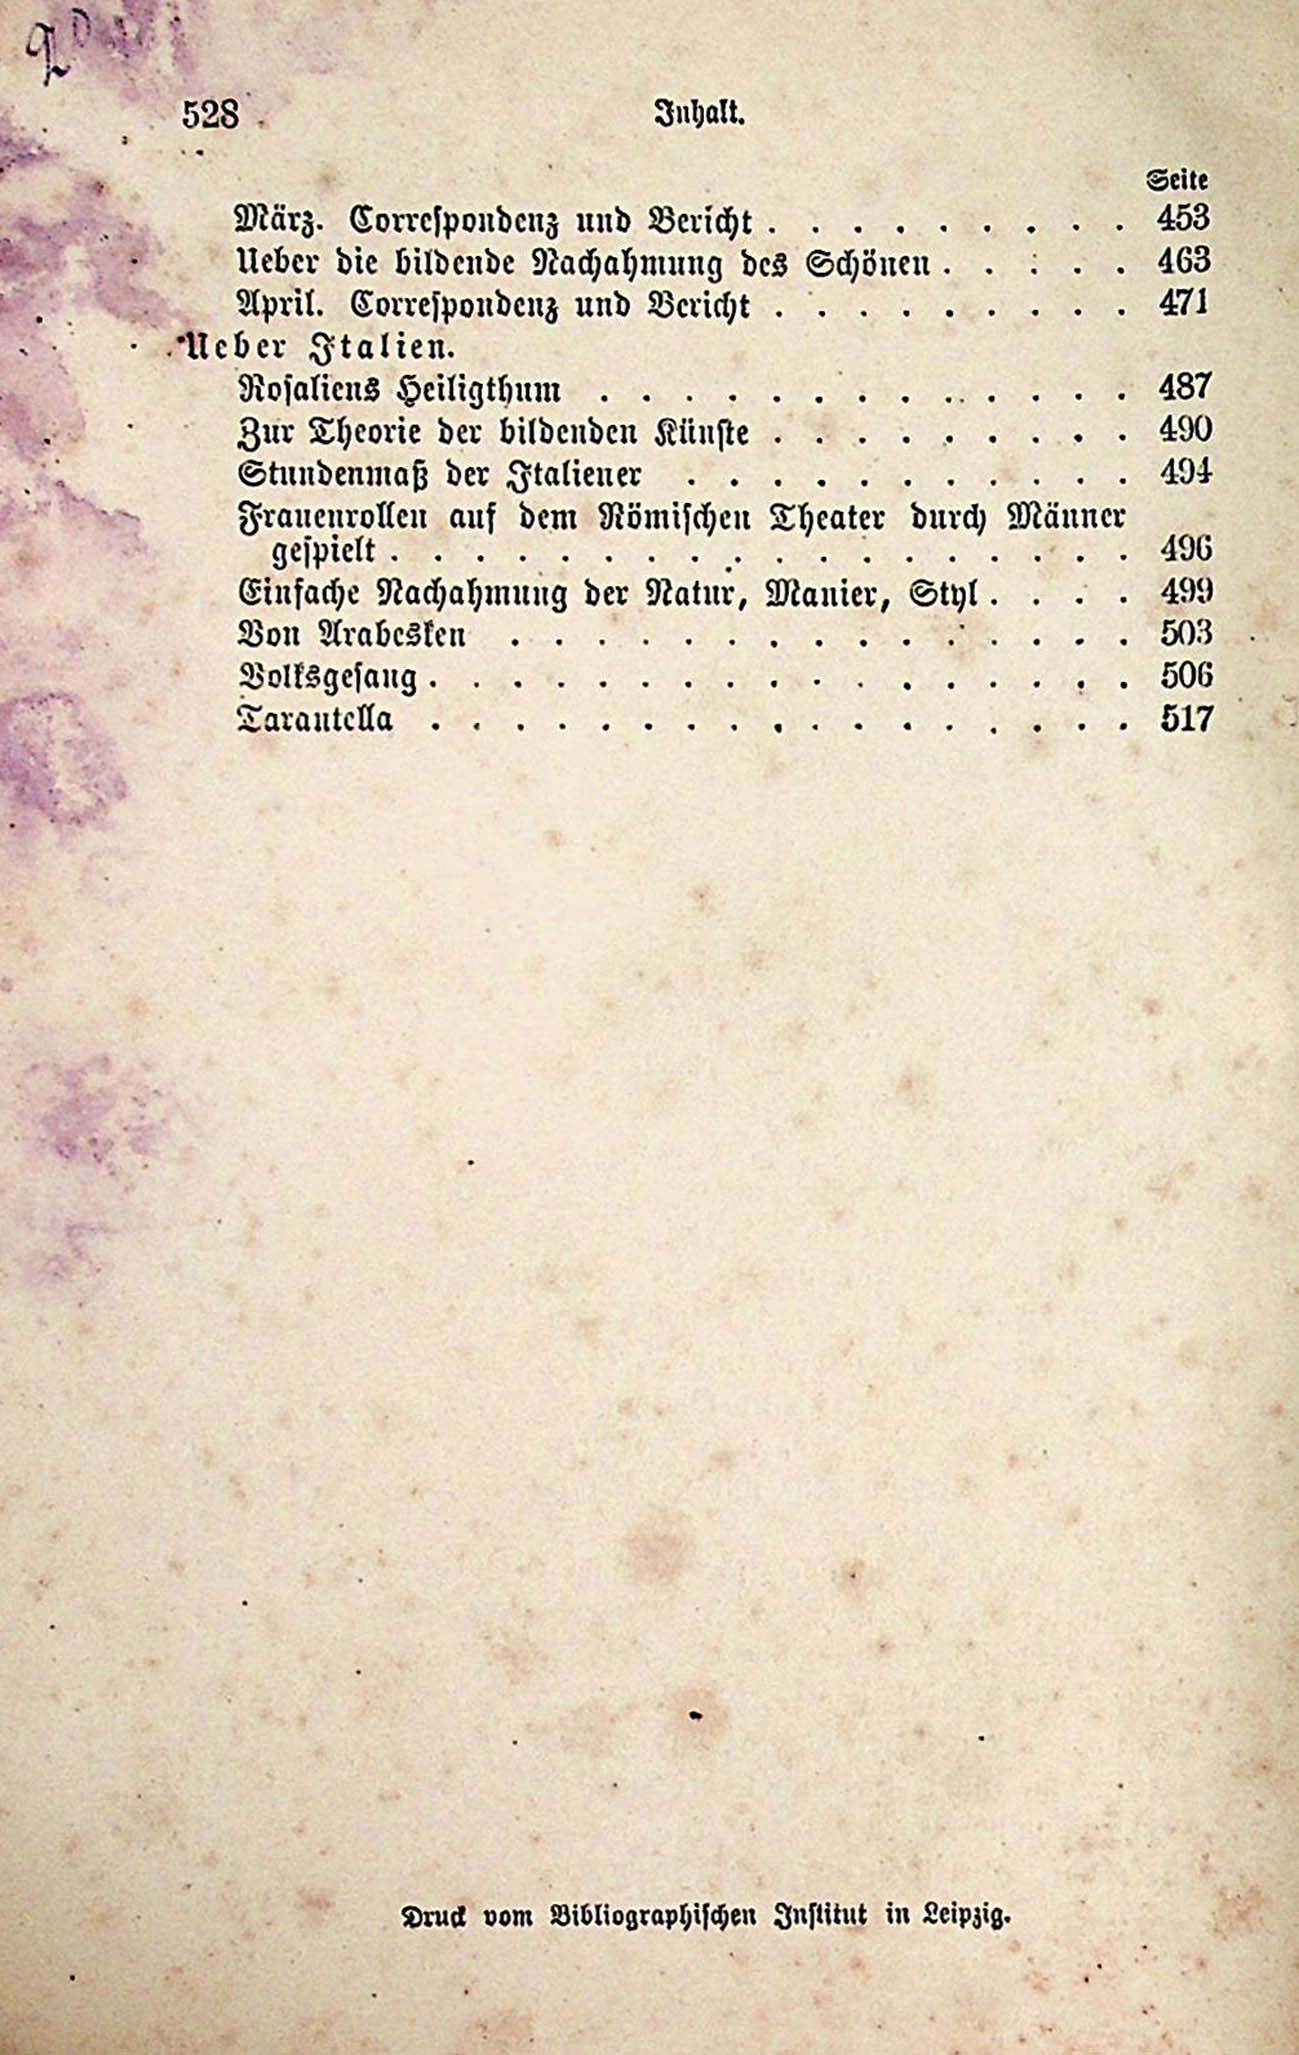 528 Inhalt.
Seite
März. Correspondenz und Bericht . . . . . . . . . 453
Ueber die bildende Nachahmung des Schönen . . . . . 463
April. Correspondenz und Bericht . . . . . . . . . 471
Ueber Italien.
Rosaliens Heiligthum . . . . . . . . . . . . . 487
Zur Theorie der bildenden Künste . . . . . . . . . 490
Stundenmaß der Italiener . . . . . . . . . . . 494
Frauenrollen auf dem Römischen Theater durch Männer
gespielt . . . . . . . . . . . . . . . . . . 496
Einfache Nachahmung der Natur, Manier, Styl . . . . 499
Von Arabesken . . . . . . . . . . . . . . . 503
Volksgesang . . . . . . . . . . . . . . . . . 506
Tarantella . . . . . . . . . . . . . . . . . 517
Druck vom Bibliographischen Institut in Leipzig.